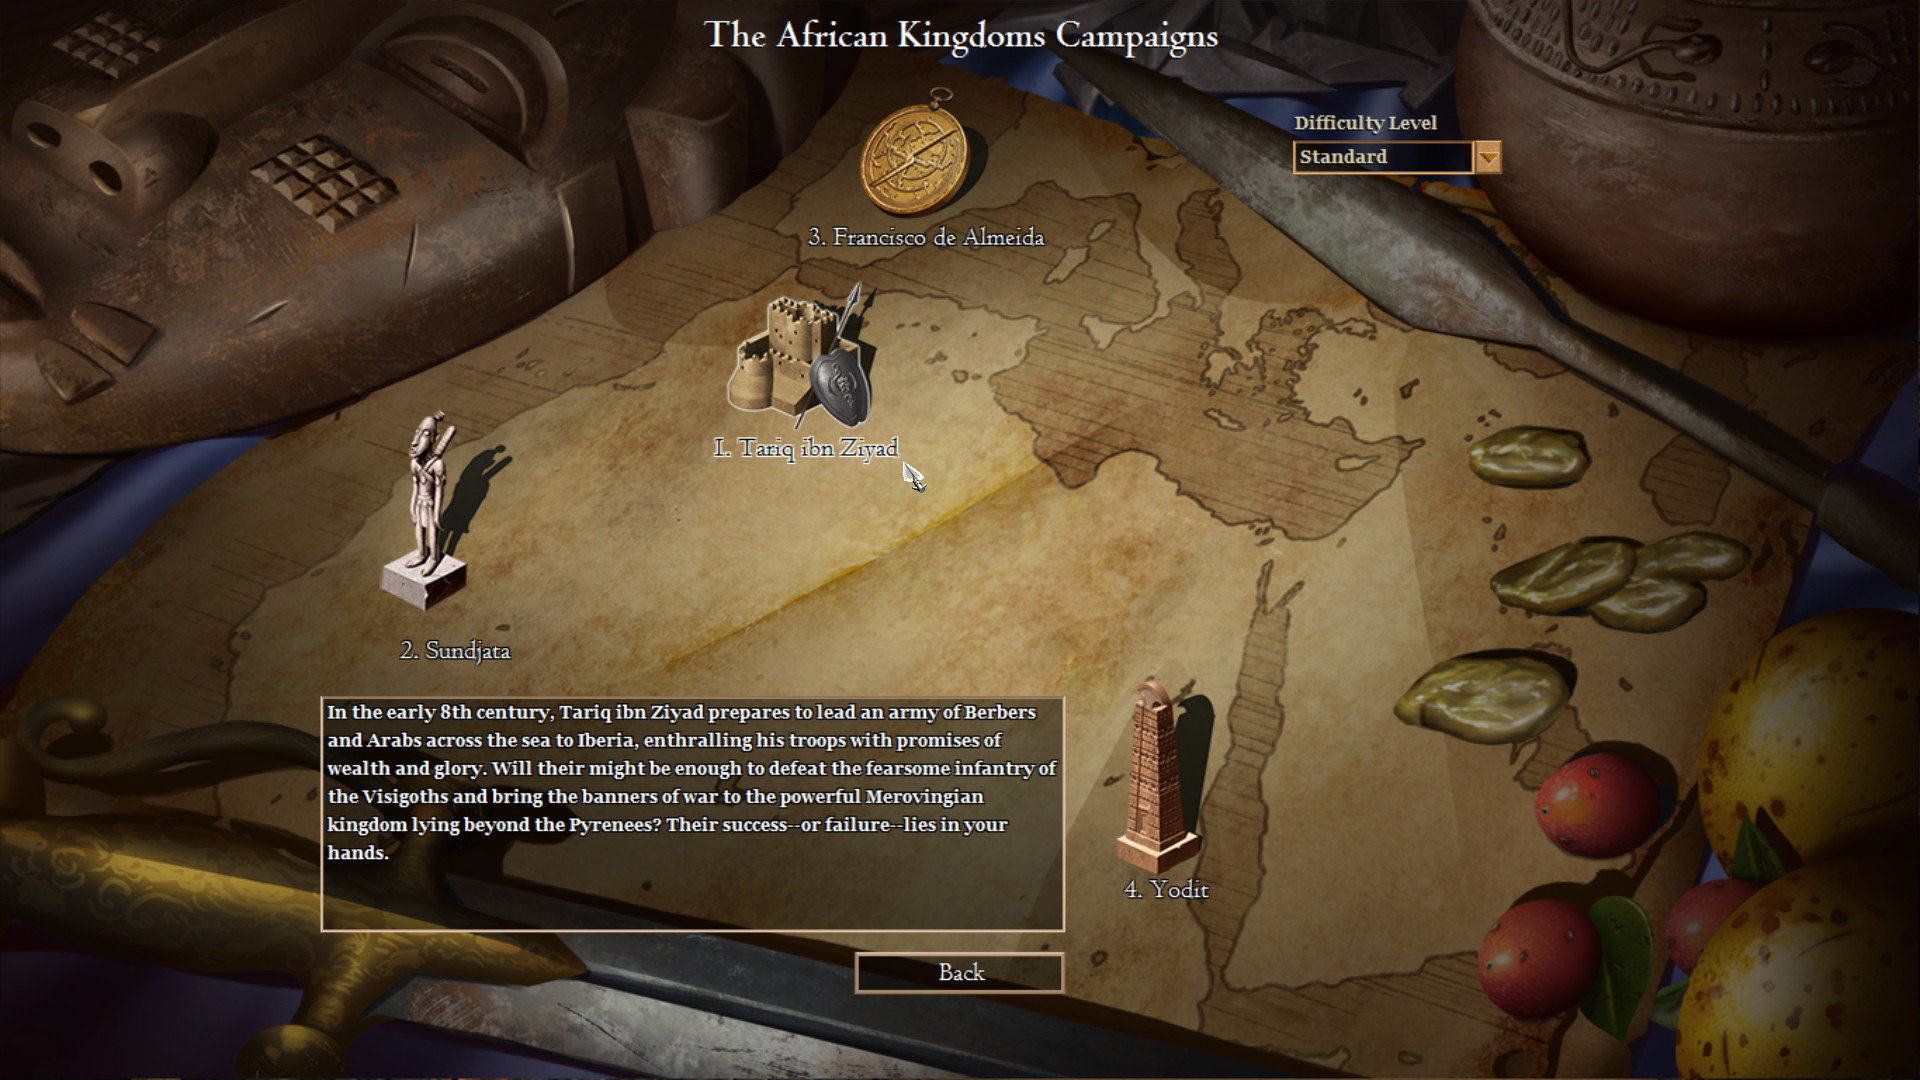 The African Kingdoms Campaigns
Difficulty Level
Standard
3. Francisco de Almeida
1. Tariq ibn Ziyad
2. Sundjata
In the early 8th century, Tariq ibn Ziyad prepares to lead an army of Berbers
and Arabs across the sea to Iberia, enthralling his troops with promises of
wealth and glory. Will their might be enough to defeat the fearsome infantry of
the Visigoths and bring the banners of war to the powerful Merovingian
kingdom lying beyond the Pyrenees? Their success--or failure--lies in your
hands.
4. Yodit
Back